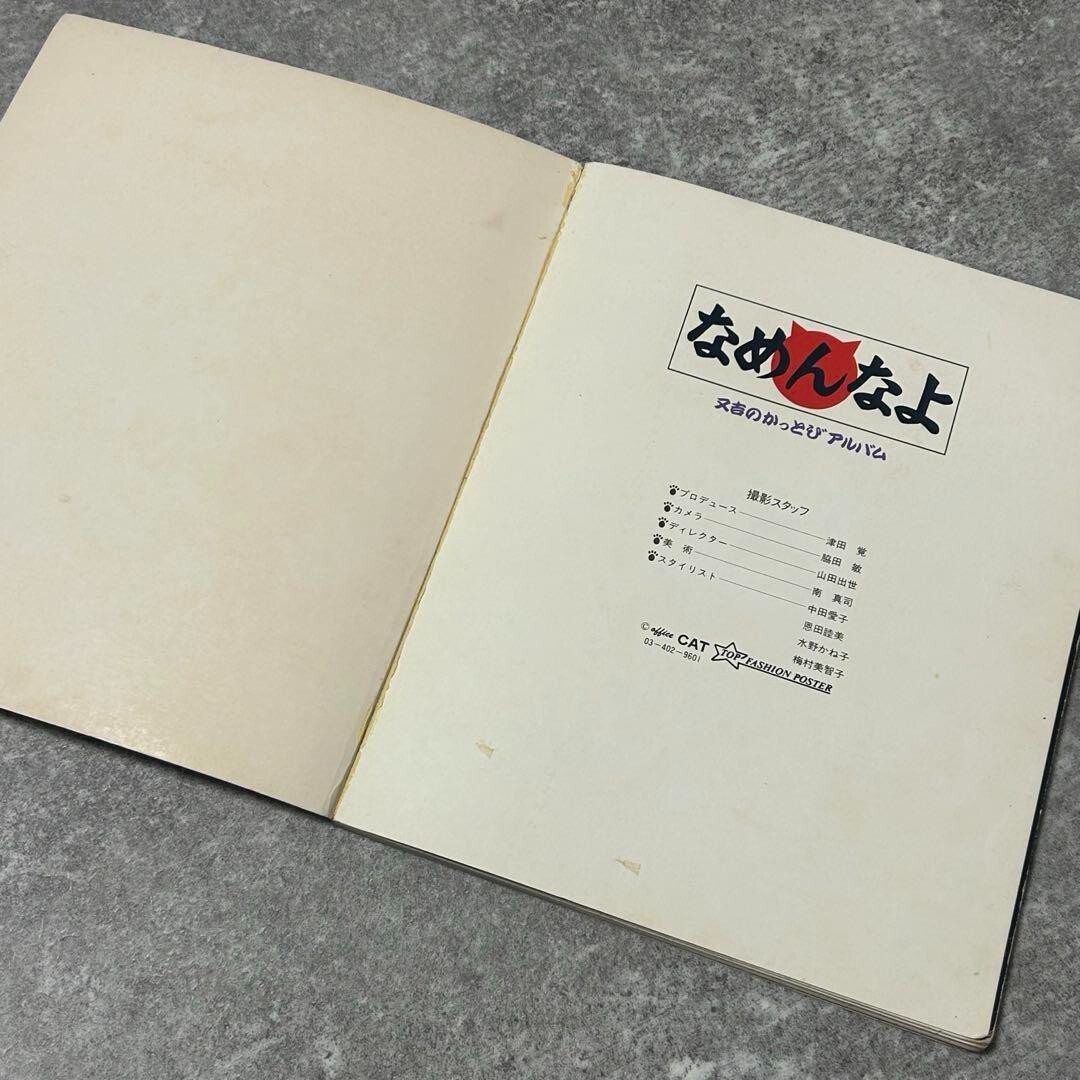 なめんなよ
又吉のかっとびアルバム
撮影スタッフ
プロデュース 津田 覚
カメラ 脇田 敏
ディレクター 山田出世
美術 南 真司
スタイリスト 中田愛子
恩田睦美
水野かね子
梅村美智子
© office CAT TOP FASHION POSTER
03-402-9601